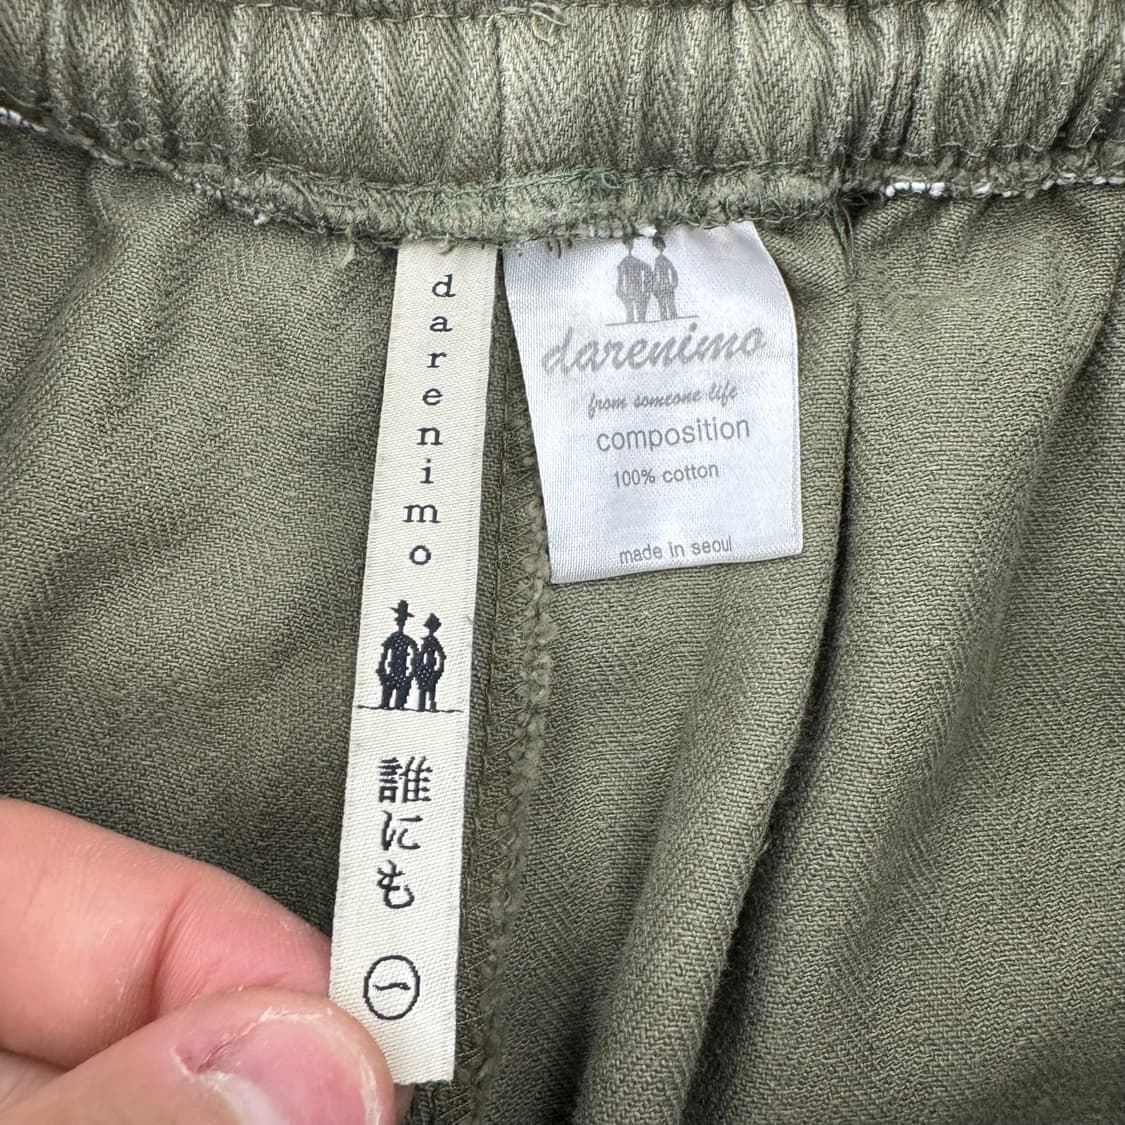 darenimo
誰にも
一
darenimo
from someone life
composition
100% cotton
made in seoul